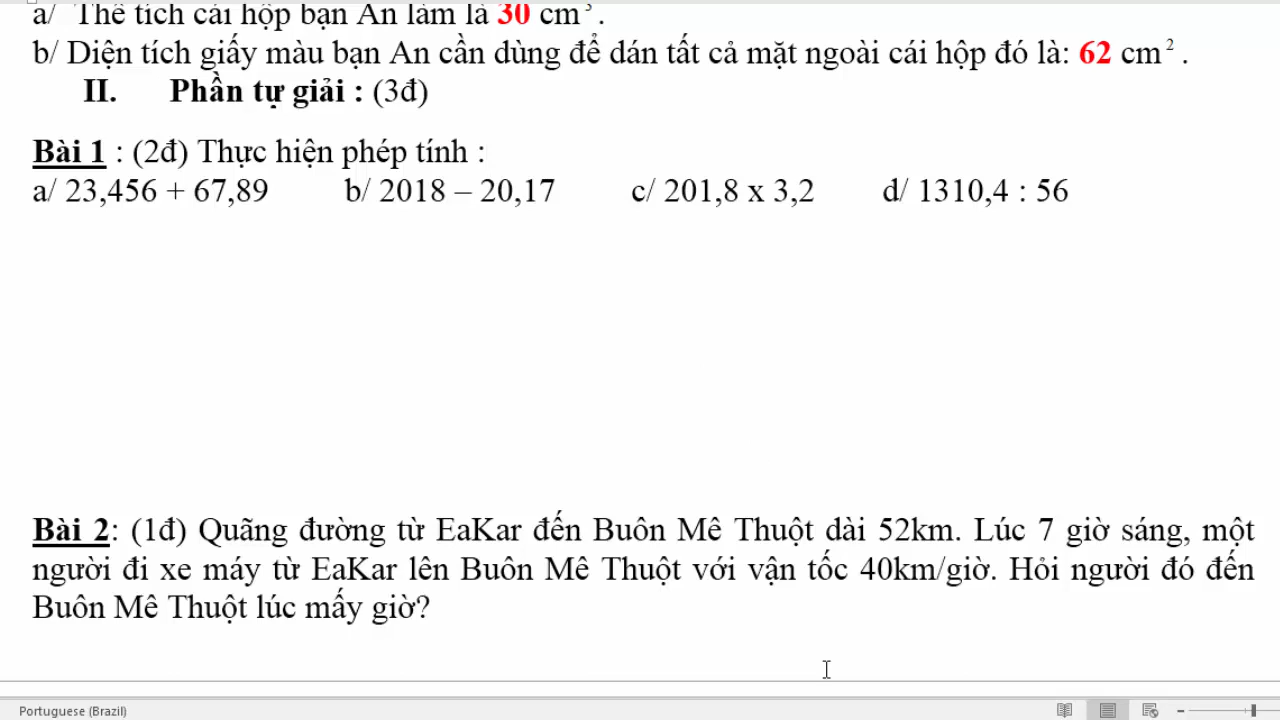 a/ Thể tích cái hộp bạn An làm là 30 cm³.
b/ Diện tích giấy màu bạn An cần dùng để dán tất cả mặt ngoài cái hộp đó là: 62 cm².
II. Phần tự giải : (3đ)
Bài 1 : (2đ) Thực hiện phép tính :
a/ 23,456 + 67,89 b/ 2018 – 20,17 c/ 201,8 x 3,2 d/ 1310,4 : 56
Bài 2: (1đ) Quãng đường từ EaKar đến Buôn Mê Thuột dài 52km. Lúc 7 giờ sáng, một
người đi xe máy từ EaKar lên Buôn Mê Thuột với vận tốc 40km/giờ. Hỏi người đó đến
Buôn Mê Thuột lúc mấy giờ?
Portuguese (Brazil)